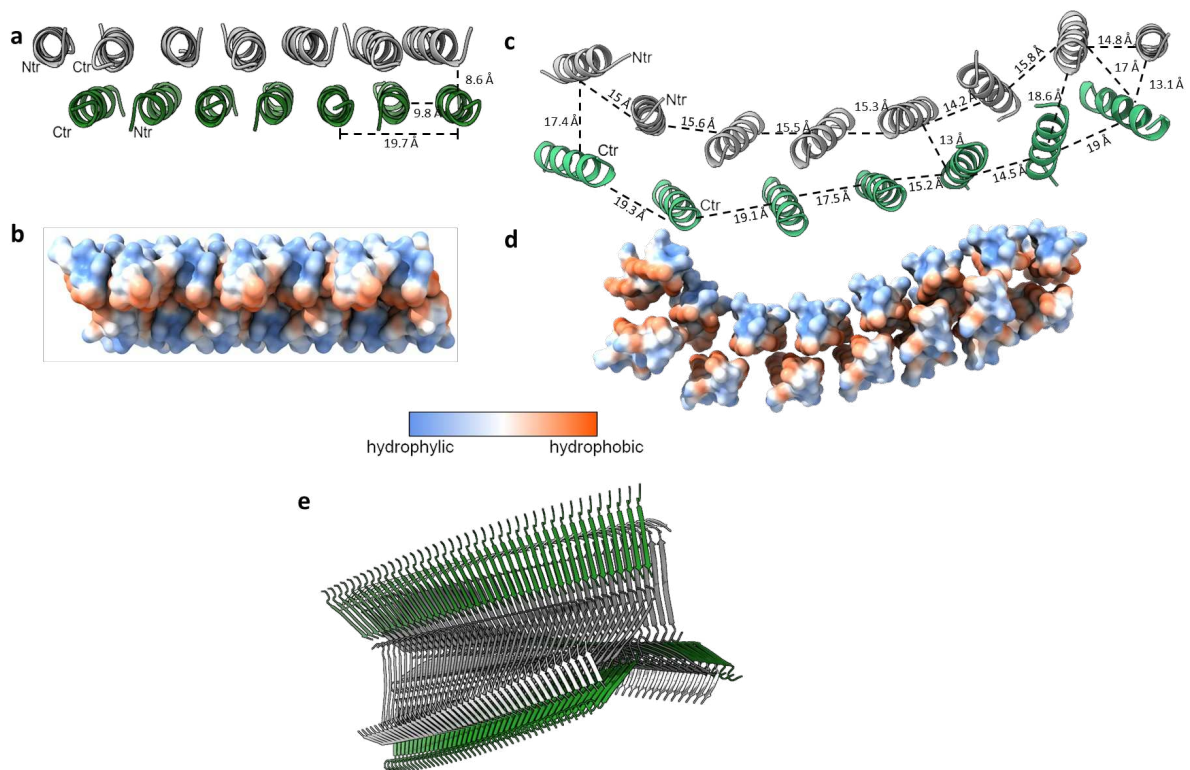 a
Ntr
Ctr
Ctr
Ntr
8.6 Å
9.8 Å
19.7 Å
b
c
Ntr
Ntr
Ctr
Ctr
17.4 Å
15 Å
15.6 Å
15.5 Å
15.3 Å
14.2 Å
15.8 Å
14.8 Å
17 Å
13.1 Å
18.6 Å
13 Å
19.3 Å
19.1 Å
17.5 Å
15.2 Å
14.5 Å
19 Å
d
hydrophylic
hydrophobic
e